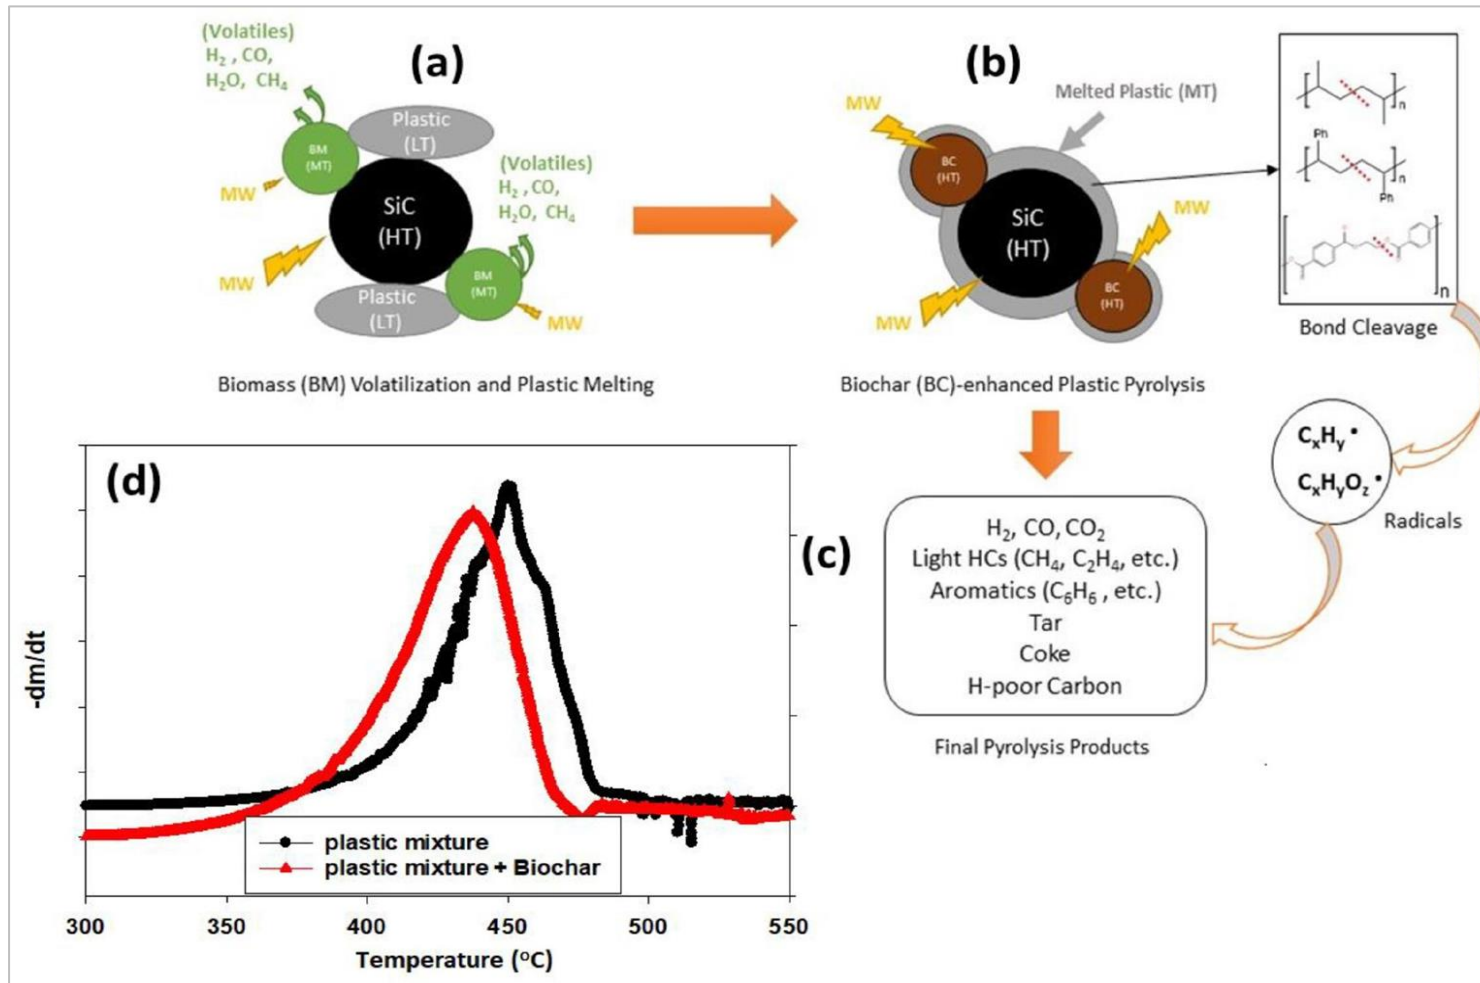 (Volatiles)
H₂ , CO,
H₂O, CH₄
(a)
Plastic
(LT)
BM
(MT)
MW
SiC
(HT)
MW
(Volatiles)
H₂ , CO,
H₂O, CH₄
BM
(MT)
Plastic
(LT)
MW
Biomass (BM) Volatilization and Plastic Melting
(b)
MW
Melted Plastic (MT)
BC
(HT)
SiC
(HT)
MW
BC
(HT)
MW
Biochar (BC)-enhanced Plastic Pyrolysis
n
Ph
n
Ph
n
Bond Cleavage
CₓHᵧ •
CₓHᵧO_z •
Radicals
(c)
H₂, CO, CO₂
Light HCs (CH₄, C₂H₄, etc.)
Aromatics (C₆H₆ , etc.)
Tar
Coke
H-poor Carbon
Final Pyrolysis Products
(d)
-dm/dt
plastic mixture
plastic mixture + Biochar
300 350 400 450 500 550
Temperature (°C)